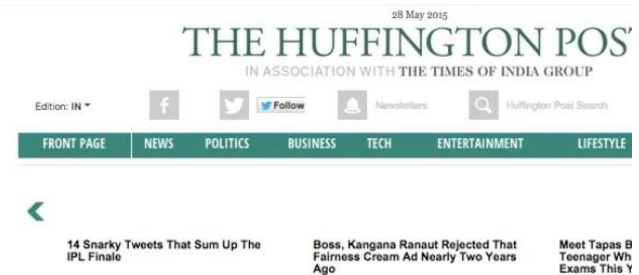 28 May 2015
THE HUFFINGTON POST
IN ASSOCIATION WITH THE TIMES OF INDIA GROUP
Edition: IN
f
Follow
Newsletters
Huffington Post Search
FRONT PAGE NEWS POLITICS BUSINESS TECH ENTERTAINMENT LIFESTYLE
14 Snarky Tweets That Sum Up The
IPL Finale
Boss, Kangana Ranaut Rejected That
Fairness Cream Ad Nearly Two Years
Ago
Meet Tapas
Teenager
Exams This